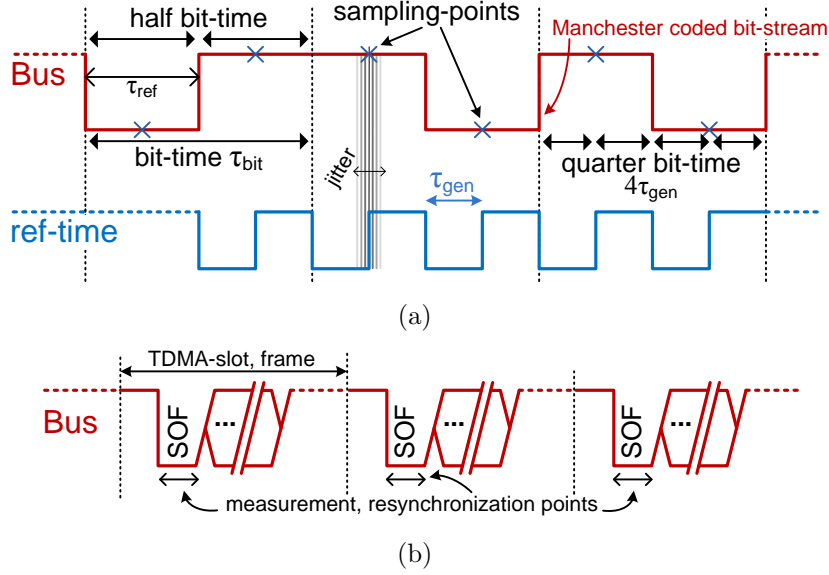 half bit-time
sampling-points
Manchester coded bit-stream
Bus
τref
bit-time τbit
jitter
quarter bit-time
4τgen
τgen
ref-time
(a)
TDMA-slot, frame
Bus
SOF
...
SOF
...
SOF
...
measurement, resynchronization points
(b)